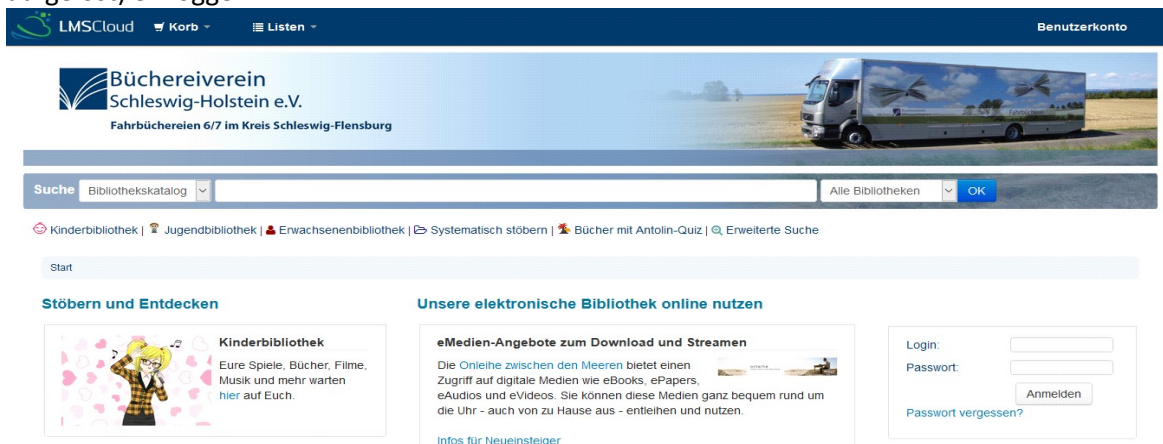 LMSCloud Korb Listen Benutzerkonto
Büchereiverein
Schleswig-Holstein e.V.
Fahrbüchereien 6/7 im Kreis Schleswig-Flensburg
Suche Bibliothekskatalog Alle Bibliotheken OK
Kinderbibliothek | Jugendbibliothek | Erwachsenenbibliothek | Systematisch stöbern | Bücher mit Antolin-Quiz | Erweiterte Suche
Start
Stöbern und Entdecken
Kinderbibliothek
Eure Spiele, Bücher, Filme,
Musik und mehr warten
hier auf Euch.
Unsere elektronische Bibliothek online nutzen
eMedien-Angebote zum Download und Streamen
Die Onleihe zwischen den Meeren bietet einen
Zugriff auf digitale Medien wie eBooks, ePapers,
eAudios und eVideos. Sie können diese Medien ganz bequem rund um
die Uhr - auch von zu Hause aus - entleihen und nutzen.
Infos für Neueinsteiger
Login:
Passwort:
Anmelden
Passwort vergessen?